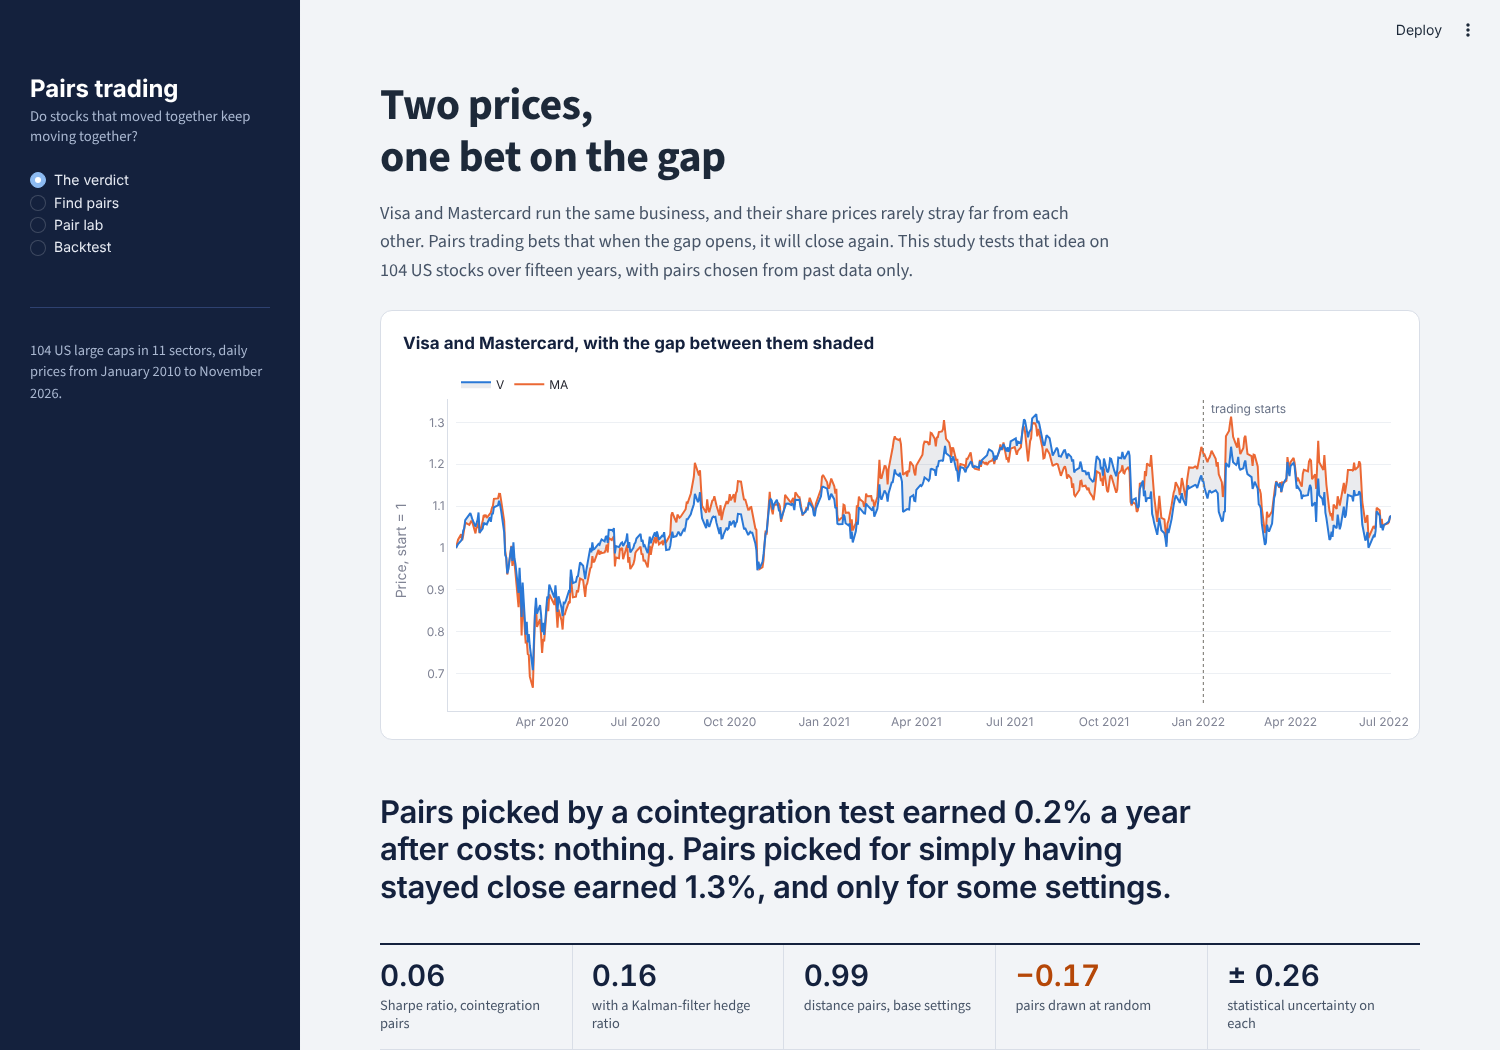 Deploy
Pairs trading
Do stocks that moved together keep
moving together?
The verdict
Find pairs
Pair lab
Backtest
104 US large caps in 11 sectors, daily
prices from January 2010 to November
2026.
Two prices,
one bet on the gap
Visa and Mastercard run the same business, and their share prices rarely stray far from each
other. Pairs trading bets that when the gap opens, it will close again. This study tests that idea on
104 US stocks over fifteen years, with pairs chosen from past data only.
Visa and Mastercard, with the gap between them shaded
V MA
trading starts
Price, start = 1
1.3
1.2
1.1
1
0.9
0.8
0.7
Apr 2020 Jul 2020 Oct 2020 Jan 2021 Apr 2021 Jul 2021 Oct 2021 Jan 2022 Apr 2022 Jul 2022
Pairs picked by a cointegration test earned 0.2% a year
after costs: nothing. Pairs picked for simply having
stayed close earned 1.3%, and only for some settings.
0.06
Sharpe ratio, cointegration
pairs
0.16
with a Kalman-filter hedge
ratio
0.99
distance pairs, base settings
−0.17
pairs drawn at random
± 0.26
statistical uncertainty on
each